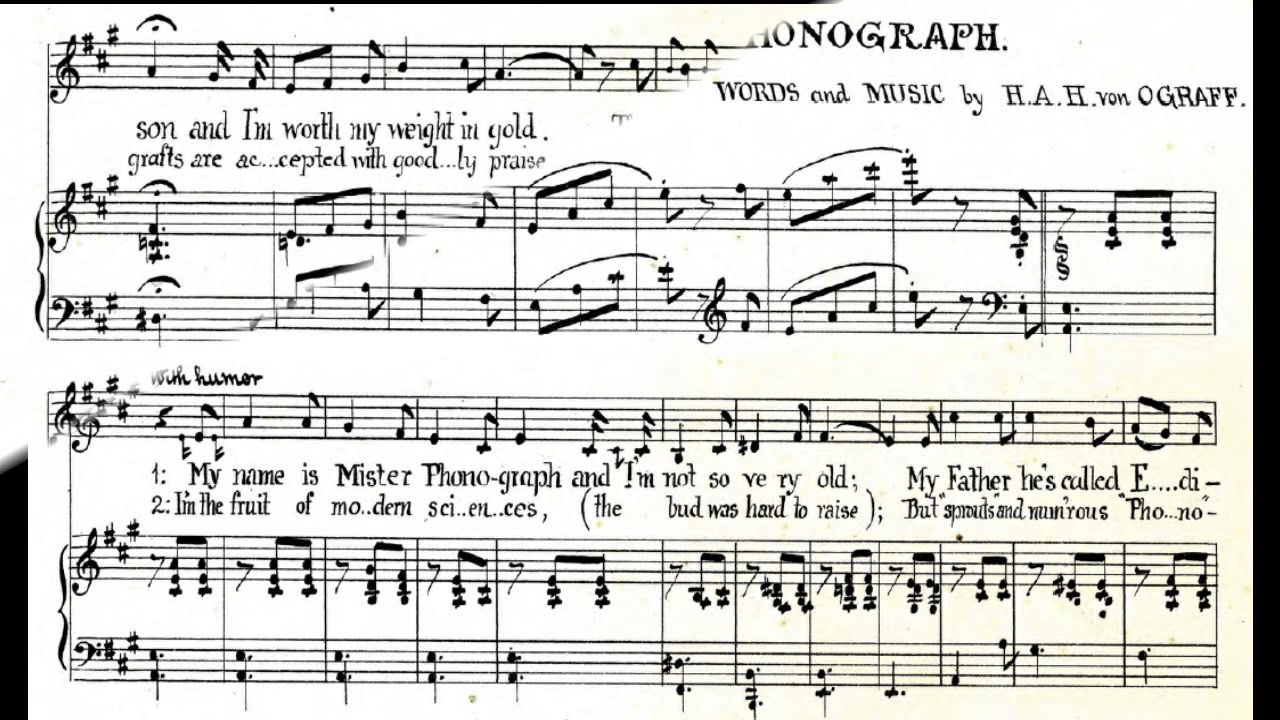 HONOGRAPH.
WORDS and MUSIC by H.A.H. von OGRAFF.
son and I'm worth my weight in gold.
grafts are ac...cepted with good...ly praise
with humor
1: My name is Mister Phono-graph and I'm not so ve ry old; My Father he's called E....di-
2: I'm the fruit of mo..dern sci..en..ces, (the bud was hard to raise); But "sprouts" and num'rous "Pho...no"-